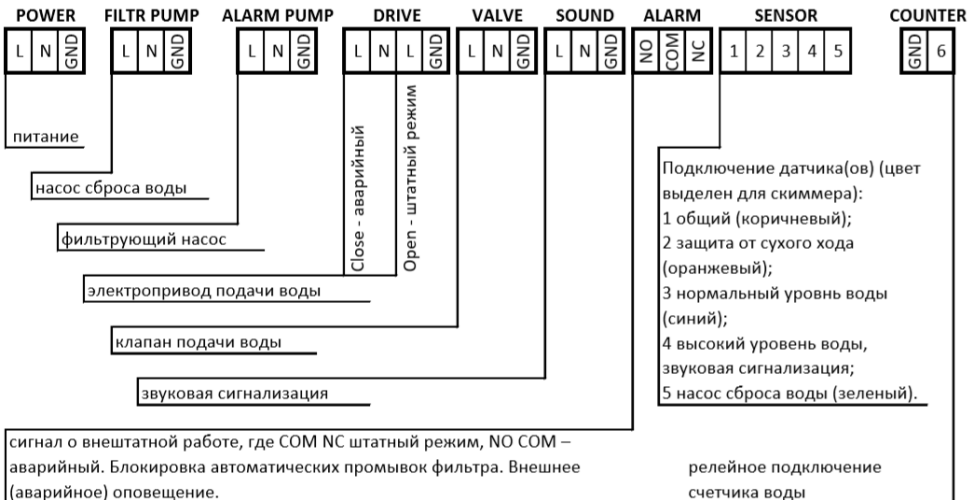 POWER FILTR PUMP ALARM PUMP DRIVE VALVE SOUND ALARM SENSOR COUNTER
L N GND L N GND L N GND L N L GND L N GND L N GND NO COM NC 1 2 3 4 5 GND 6
питание
насос сброса воды
фильтрующий насос
Close - аварийный
Open - штатный режим
электропривод подачи воды
клапан подачи воды
звуковая сигнализация
Подключение датчика(ов) (цвет
выделен для скиммера):
1 общий (коричневый);
2 защита от сухого хода
(оранжевый);
3 нормальный уровнь воды
(синий);
4 высокий уровень воды,
звуковая сигнализация;
5 насос сброса воды (зеленый).
сигнал о внештатной работе, где COM NC штатный режим, NO COM –
аварийный. Блокировка автоматических промывок фильтра. Внешнее
(аварийное) оповещение.
релейное подключение
счетчика воды